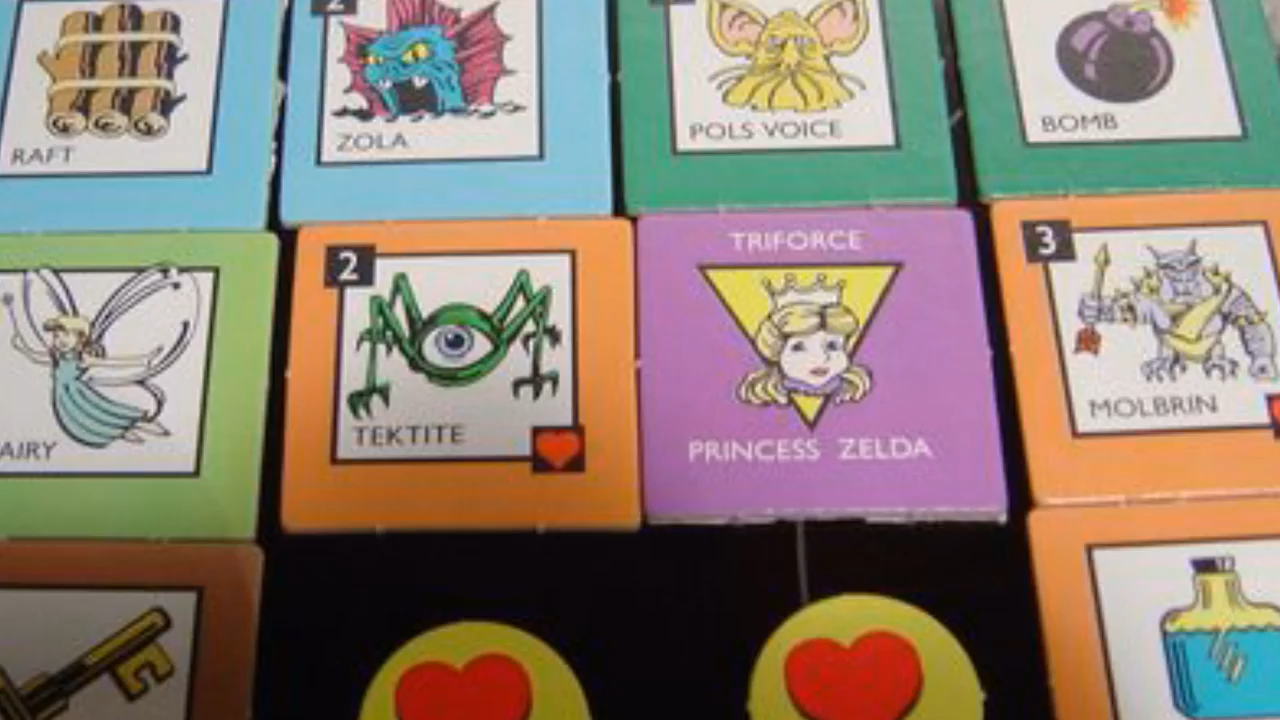 RAFT
2
ZOLA
POLS VOICE
BOMB
AIRY
2
TEKTITE
TRIFORCE
PRINCESS ZELDA
3
MOLBRIN